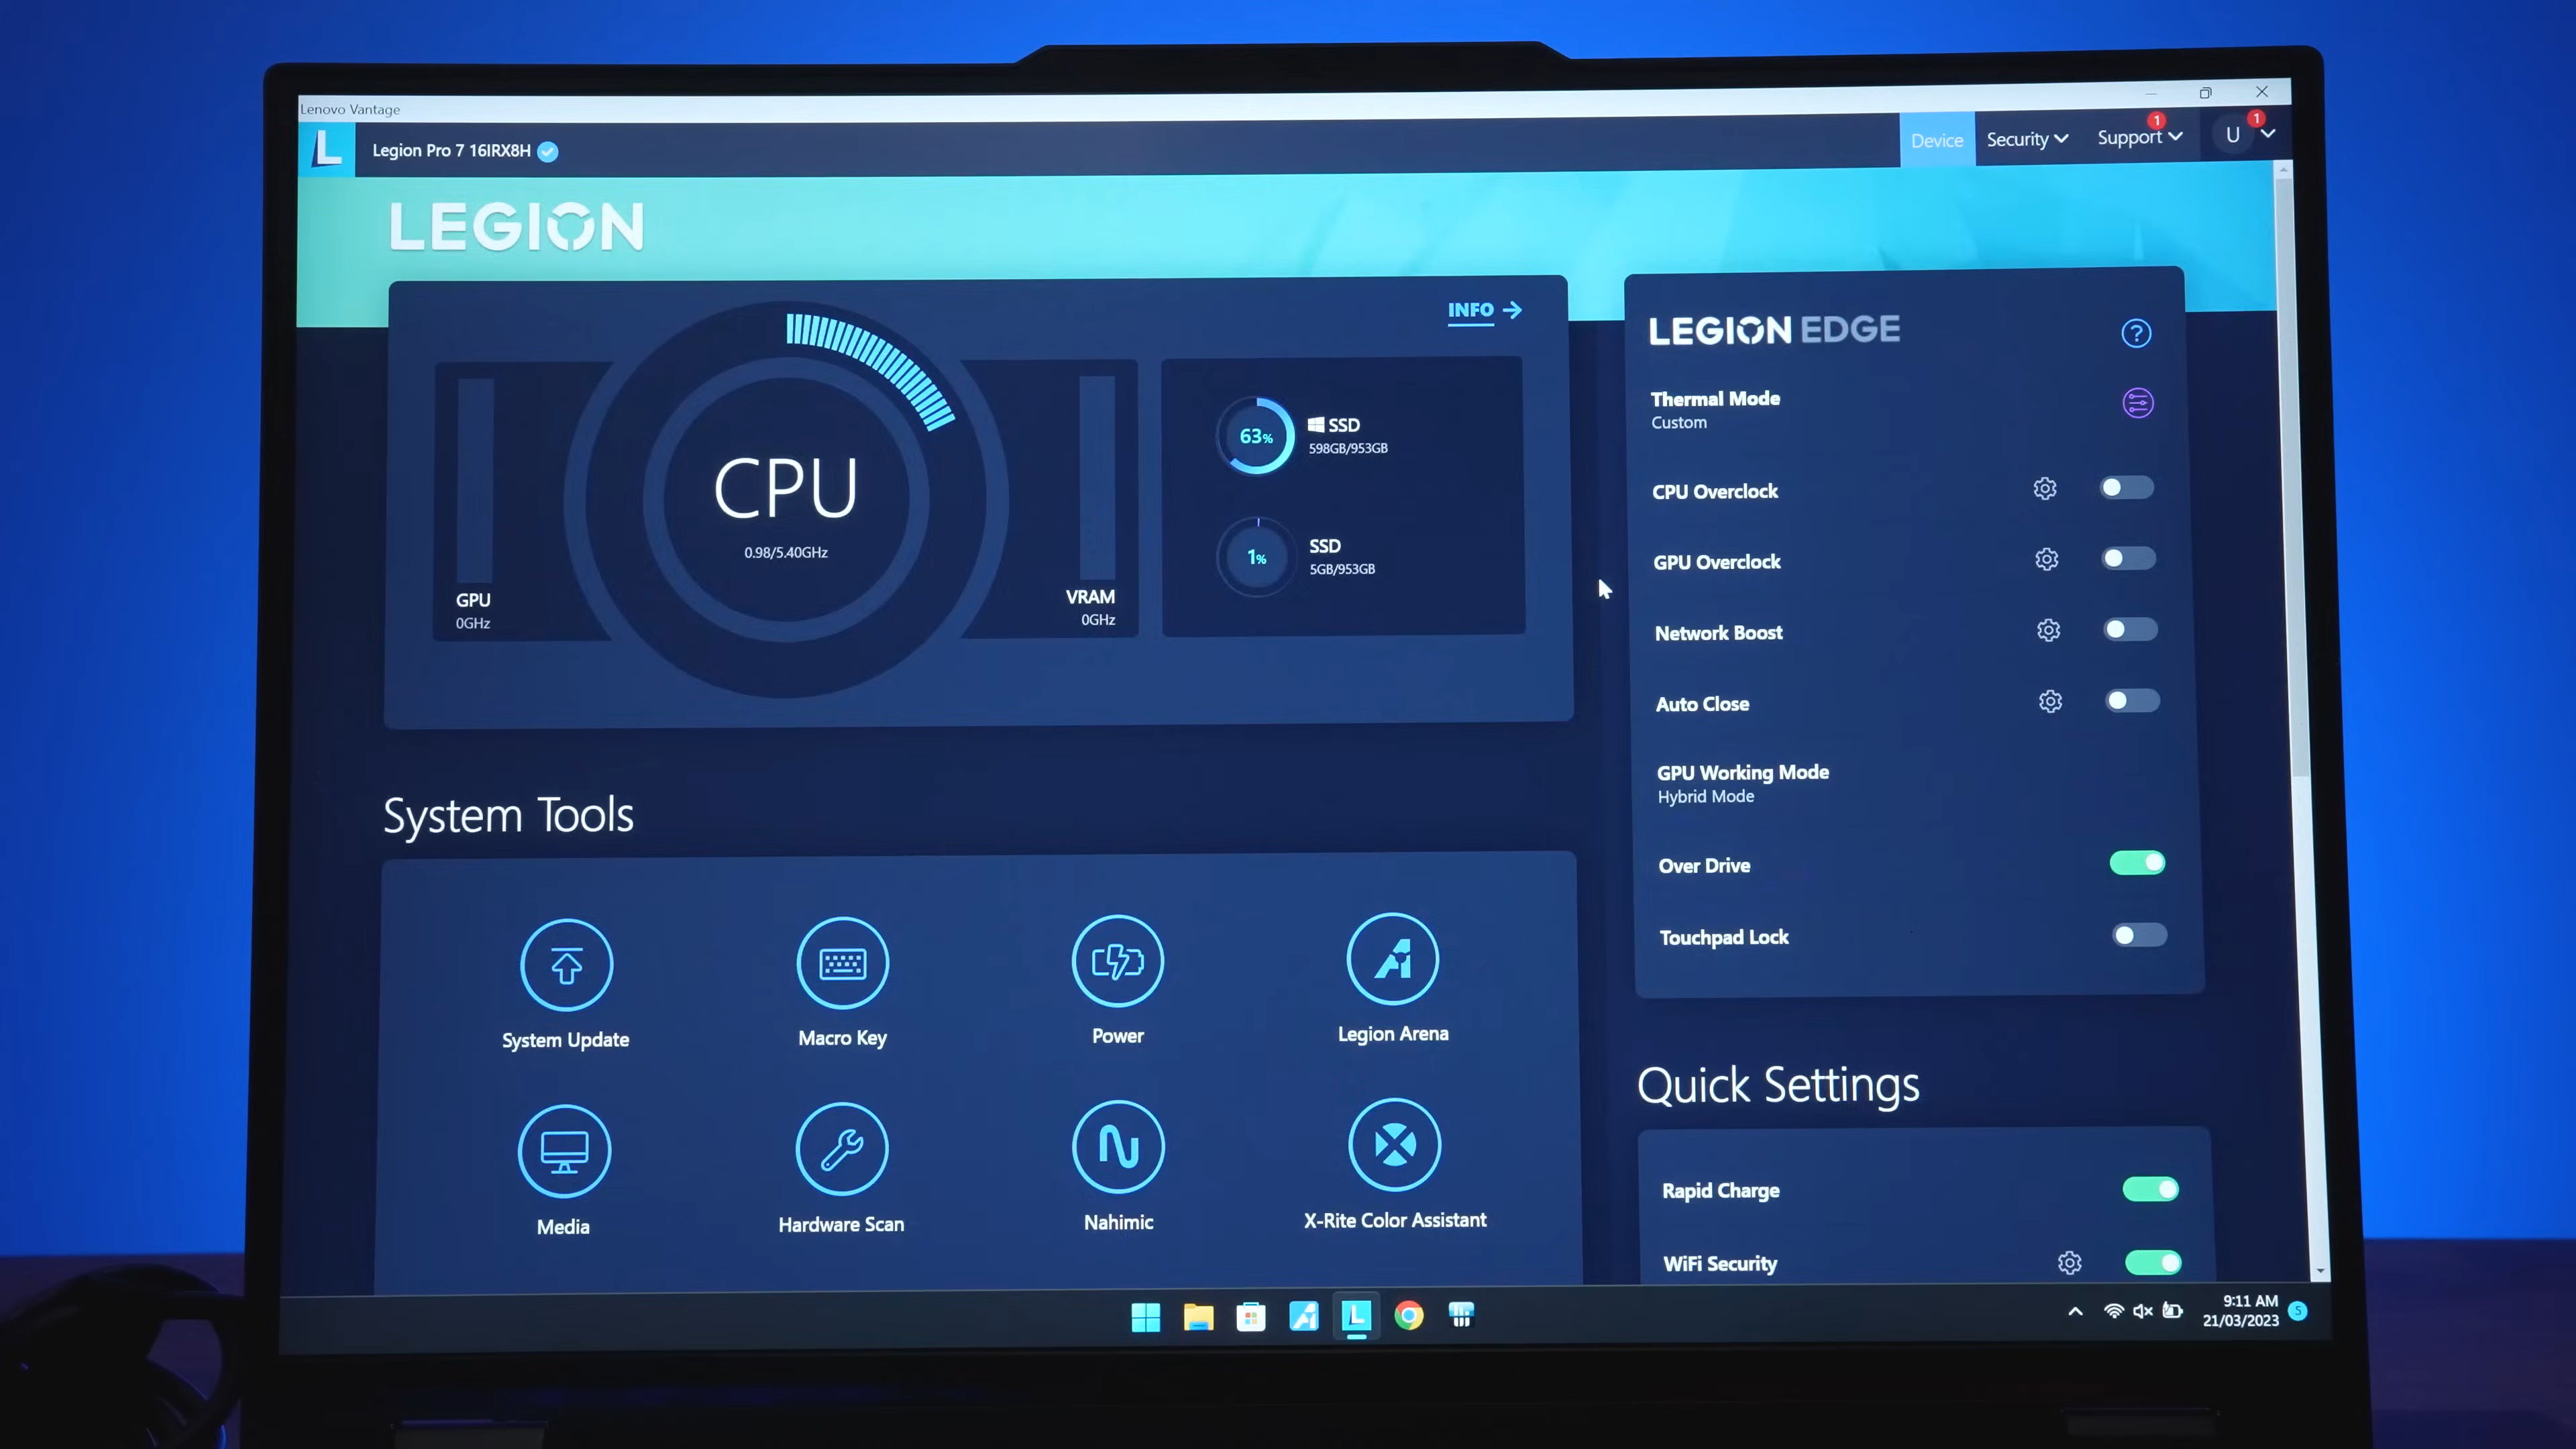 Lenovo Vantage
L
Legion Pro 7 16IRX8H
Device
Security
Support
1
U
1
LEGION
INFO
CPU
0.98/5.40GHz
GPU
0GHz
VRAM
0GHz
63%
SSD
598GB/953GB
1%
SSD
5GB/953GB
LEGION EDGE
?
Thermal Mode
Custom
CPU Overclock
GPU Overclock
Network Boost
Auto Close
GPU Working Mode
Hybrid Mode
Over Drive
Touchpad Lock
System Tools
System Update
Macro Key
Power
Legion Arena
Media
Hardware Scan
Nahimic
X-Rite Color Assistant
Quick Settings
Rapid Charge
WiFi Security
L
9:11 AM
21/03/2023
5